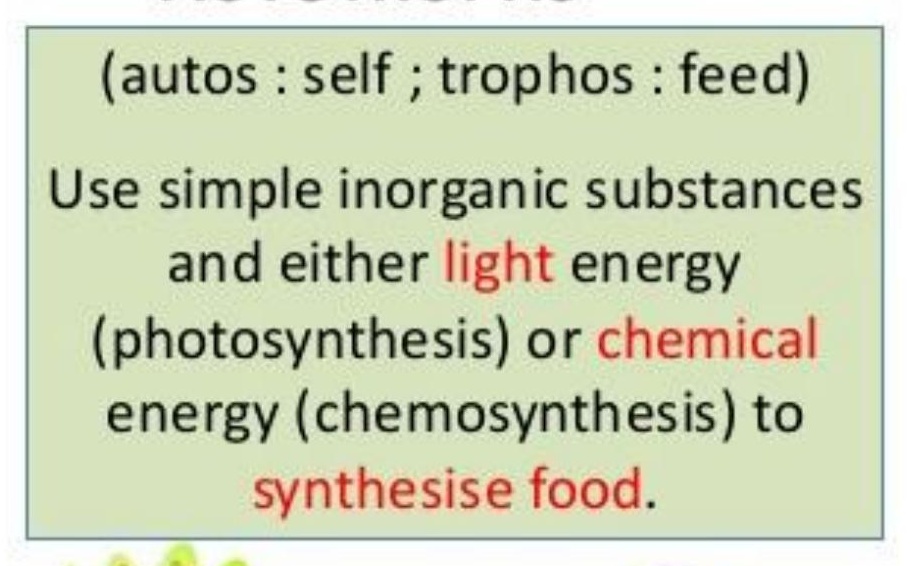 (autos : self ; trophos : feed)
Use simple inorganic substances
and either light energy
(photosynthesis) or chemical
energy (chemosynthesis) to
synthesise food.